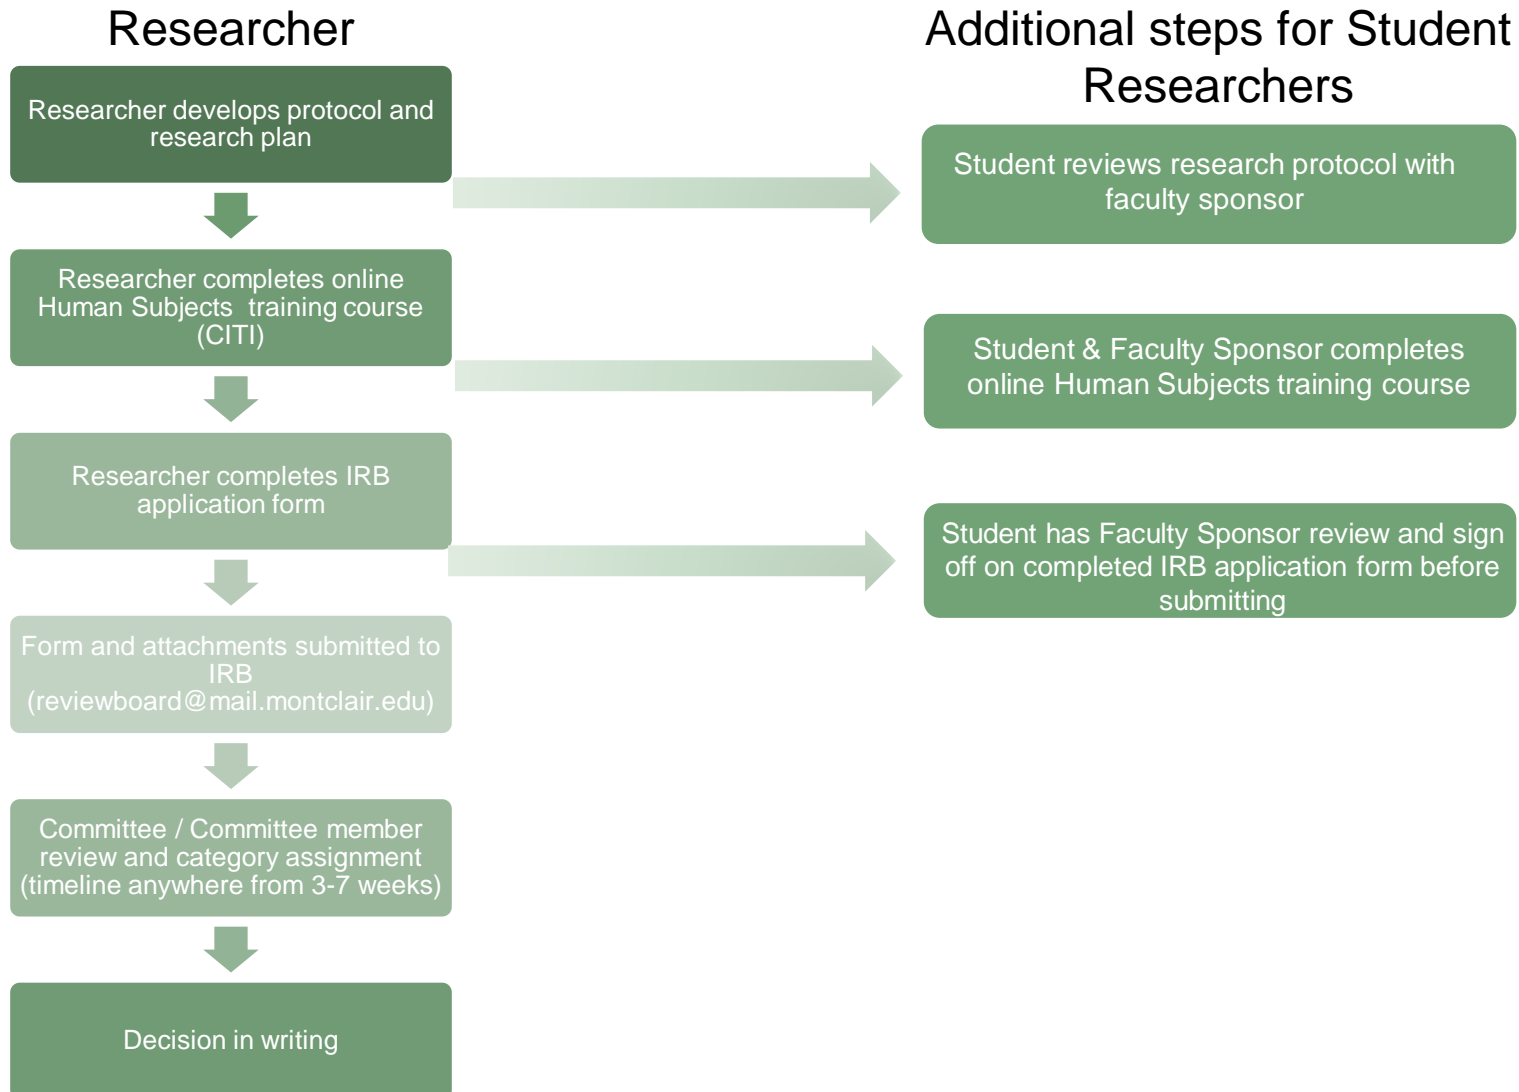 Researcher
Researcher develops protocol and
research plan
Researcher completes online
Human Subjects  training course
(CITI)
Researcher completes IRB
application form
Form and attachments submitted to
IRB
(reviewboard@mail.montclair.edu)
Committee / Committee member
review and category assignment
(timeline anywhere from 3-7 weeks)
Decision in writing
Additional steps for Student
Researchers
Student reviews research protocol with
faculty sponsor
Student & Faculty Sponsor completes
online Human Subjects training course
Student has Faculty Sponsor review and sign
off on completed IRB application form before
submitting